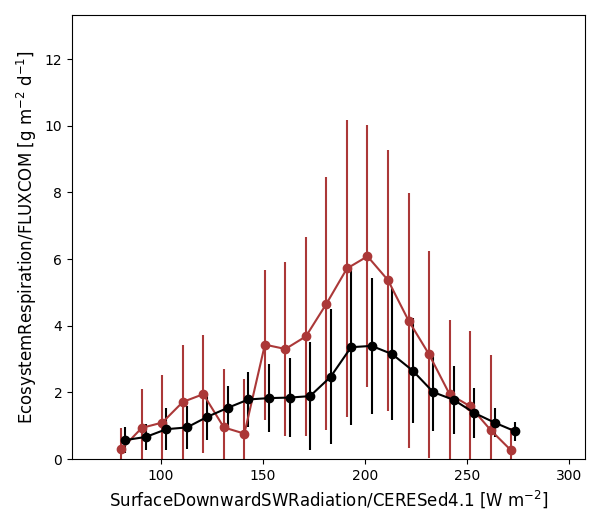 12
10
8
6
4
2
0
EcosystemRespiration/FLUXCOM [g m⁻² d⁻¹]
100 150 200 250 300
SurfaceDownwardSWRadiation/CERESed4.1 [W m⁻²]